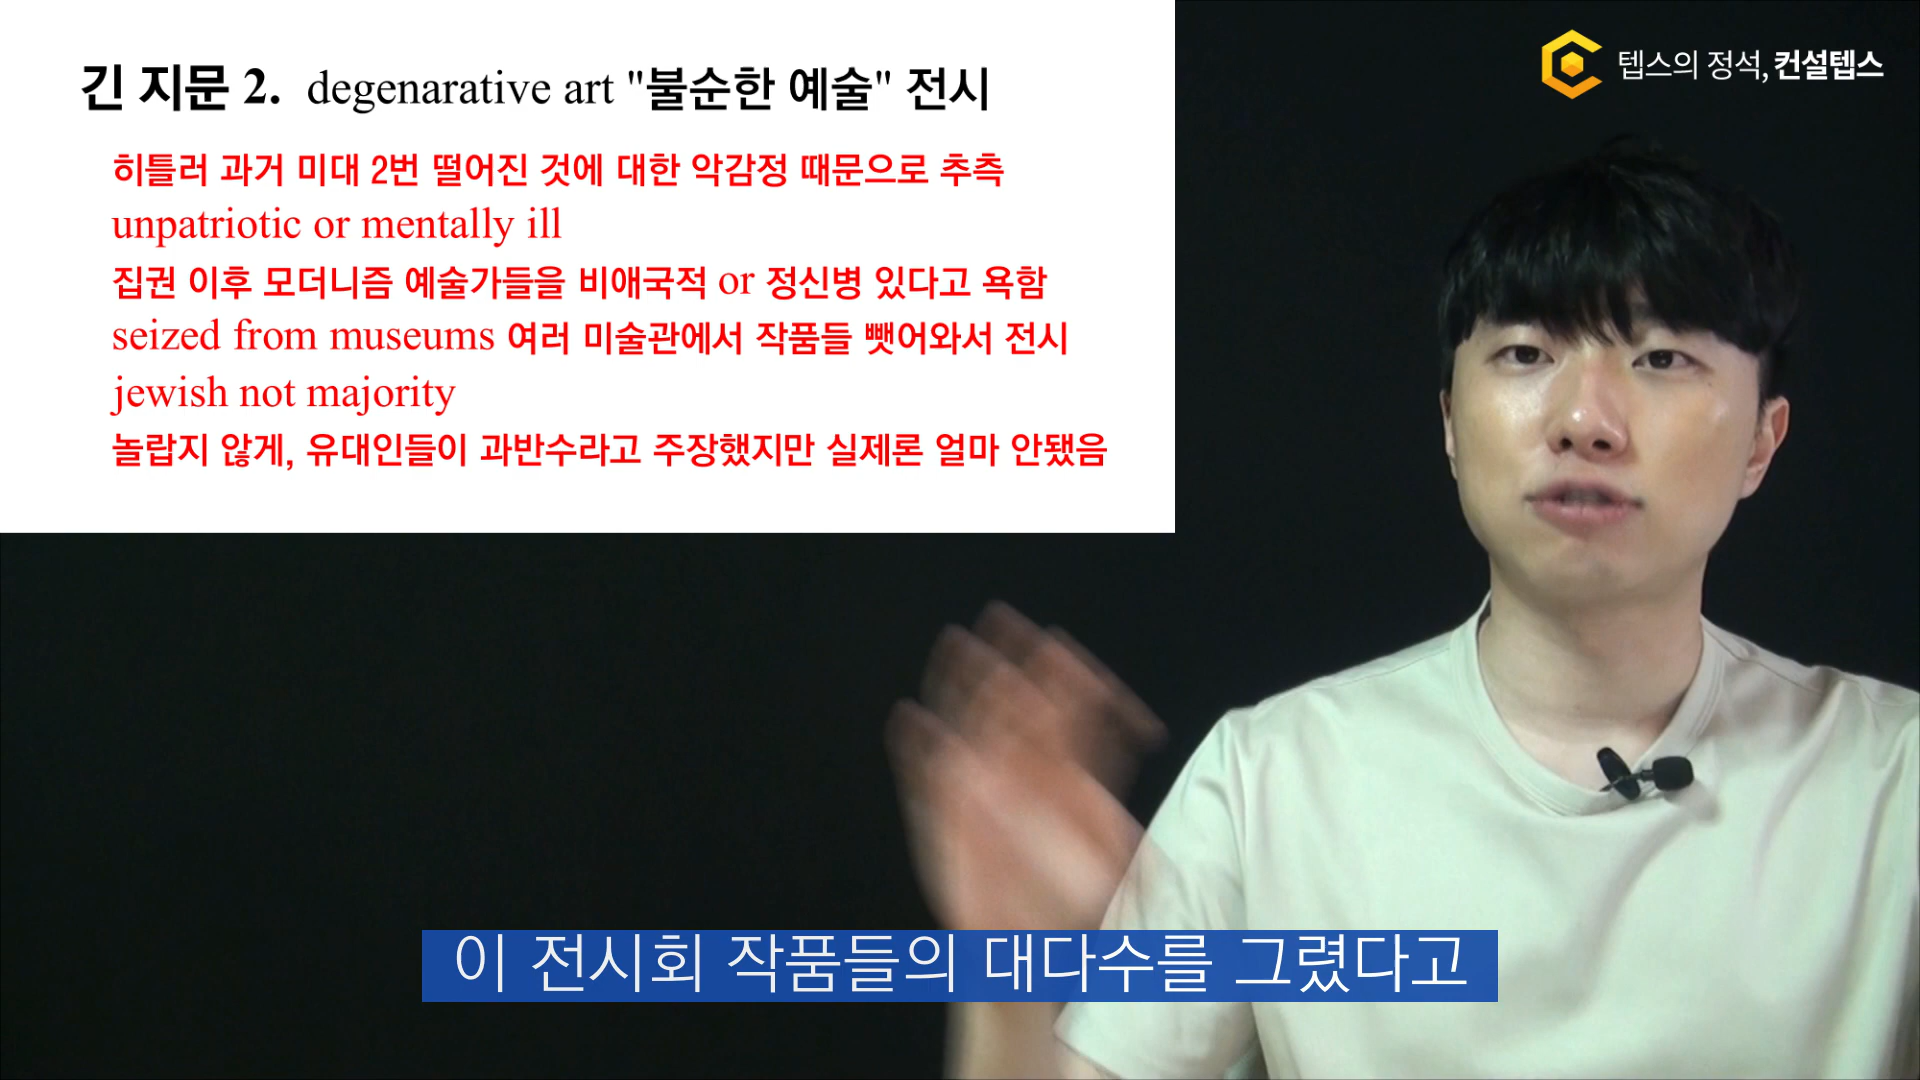 긴 지문 2. degenarative art "불순한 예술" 전시
텝스의 정석, 컨설텝스
히틀러 과거 미대 2번 떨어진 것에 대한 악감정 때문으로 추측
unpatriotic or mentally ill
집권 이후 모더니즘 예술가들을 비애국적 or 정신병 있다고 욕함
seized from museums 여러 미술관에서 작품들 뺏어와서 전시
jewish not majority
놀랍지 않게, 유대인들이 과반수라고 주장했지만 실제론 얼마 안됐음
이 전시회 작품들의 대다수를 그렸다고